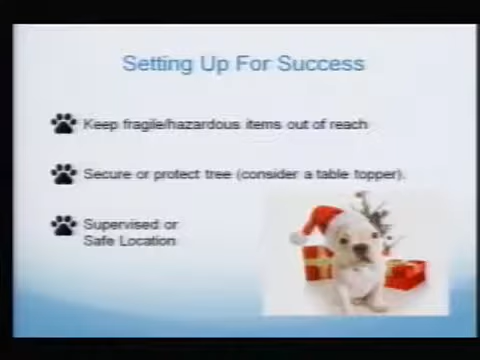 Setting Up For Success
Keep fragile/hazardous items out of reach
Secure or protect tree (consider a table topper).
Supervised or
Safe Location